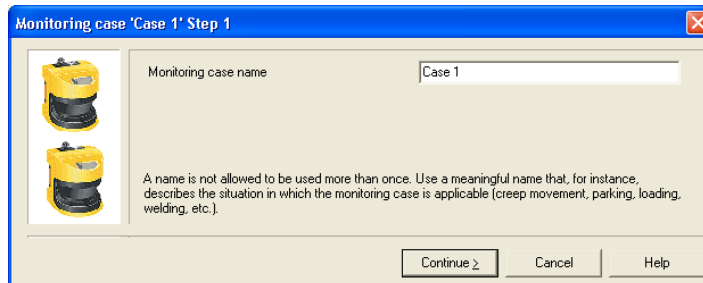 Monitoring case 'Case 1' Step 1
Monitoring case name
Case 1
A name is not allowed to be used more than once. Use a meaningful name that, for instance,
describes the situation in which the monitoring case is applicable (creep movement, parking, loading,
welding, etc.).
Continue >
Cancel
Help